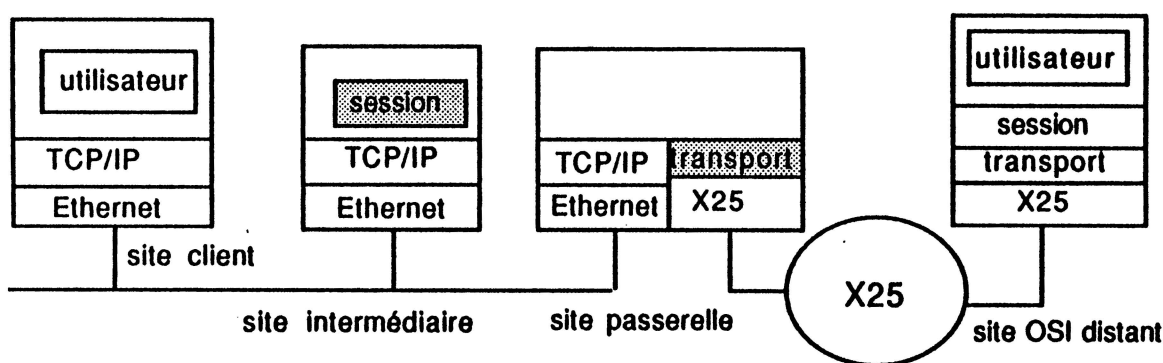 utilisateur
TCP/IP
Ethernet
site client
session
TCP/IP
Ethernet
site intermédiaire
TCP/IP
Ethernet
transport
X25
site passerelle
X25
utilisateur
session
transport
X25
site OSI distant